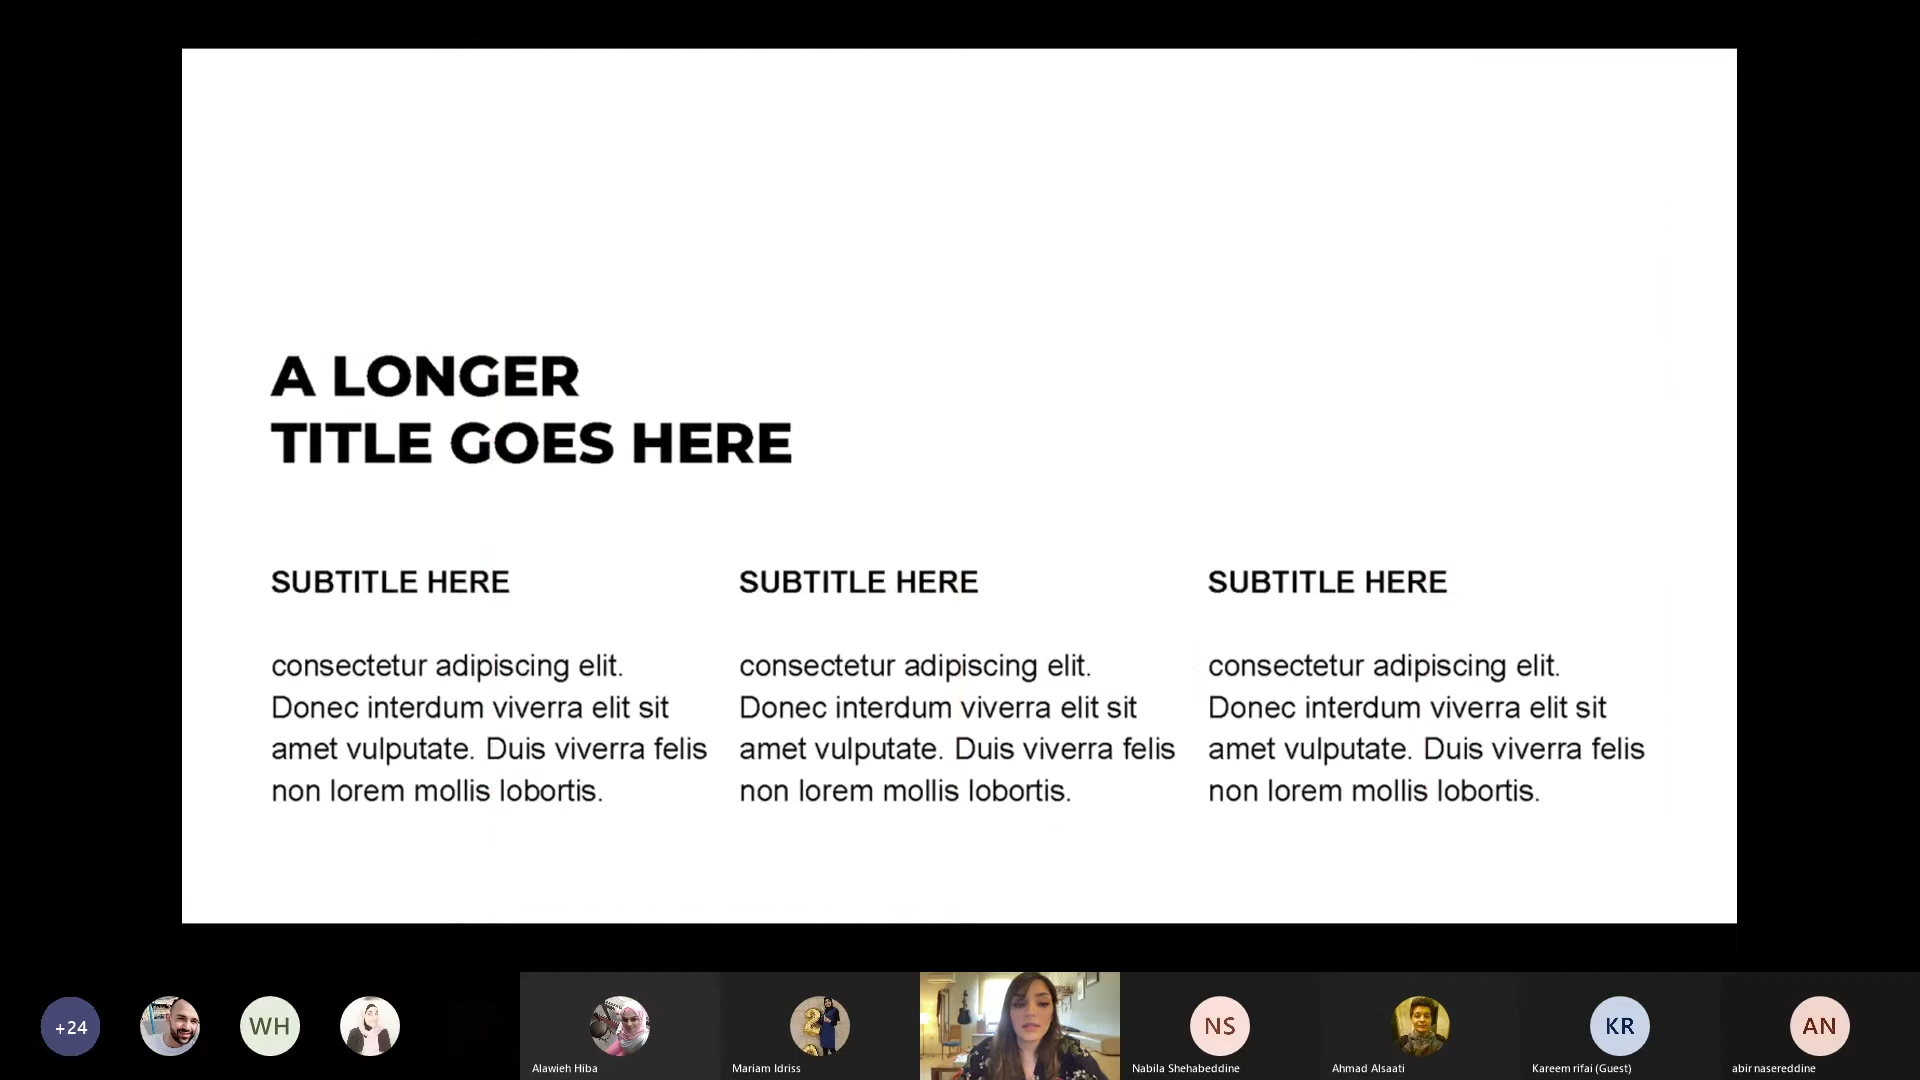 A LONGER
TITLE GOES HERE
SUBTITLE HERE
consectetur adipiscing elit.
Donec interdum viverra elit sit
amet vulputate. Duis viverra felis
non lorem mollis lobortis.
SUBTITLE HERE
consectetur adipiscing elit.
Donec interdum viverra elit sit
amet vulputate. Duis viverra felis
non lorem mollis lobortis.
SUBTITLE HERE
consectetur adipiscing elit.
Donec interdum viverra elit sit
amet vulputate. Duis viverra felis
non lorem mollis lobortis.
+24
WH
Alawieh Hiba
2
Mariam Idriss
NS
Nabila Shehabeddine
Ahmad Alsaati
KR
Kareem rifai (Guest)
AN
abir nasereddine